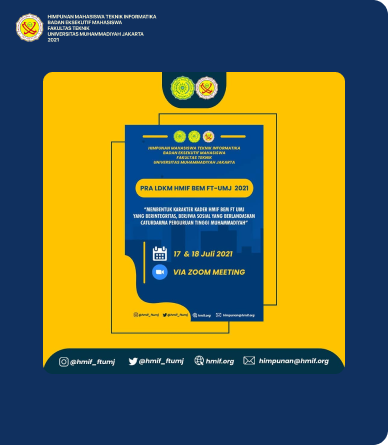 HIMPUNAN MAHASISWA TEKNIK INFORMATIKA
BADAN EKSEKUTIF MAHASISWA
FAKULTAS TEKNIK
UNIVERSITAS MUHAMMADIYAH JAKARTA
2021
HIMPUNAN MAHASISWA TEKNIK INFORMATIKA
BADAN EKSEKUTIF MAHASISWA
FAKULTAS TEKNIK
UNIVERSITAS MUHAMMADIYAH JAKARTA
PRA LDKM HMIF BEM FT-UMJ 2021
"MEMBENTUK KARAKTER KADER HMIF BEM FT UMJ
YANG BERINTEGRITAS, BERJIWA SOSIAL YANG BERLANDASKAN
CATURDARMA PERGURUAN TINGGI MUHAMMADIYAH"
17 & 18 Juli 2021
VIA ZOOM MEETING
@hmif_ftumj @hmif_ftumj hmif.org himpunan@hmif.org
@hmif_ftumj @hmif_ftumj hmif.org himpunan@hmif.org